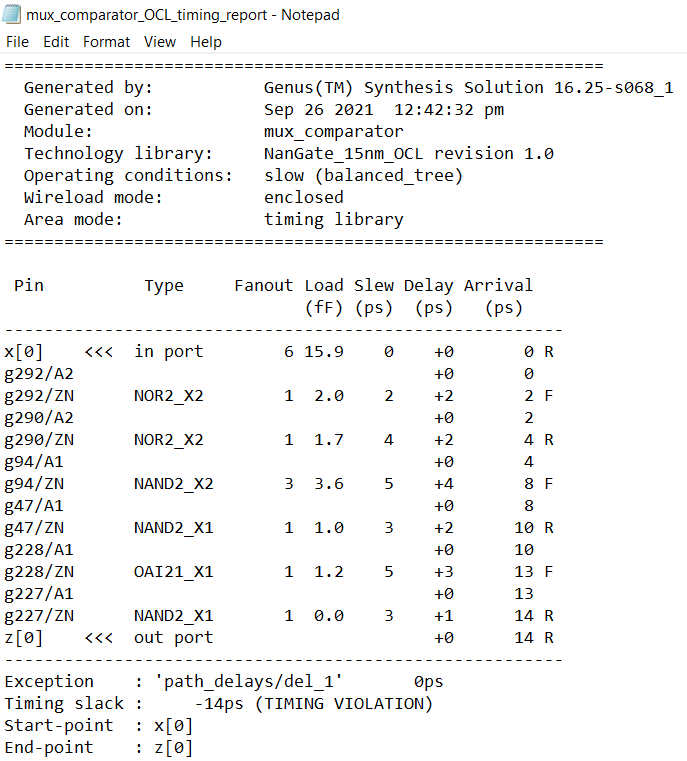 mux_comparator_OCL_timing_report - Notepad
File Edit Format View Help
============================================================
  Generated by:           Genus(TM) Synthesis Solution 16.25-s068_1
  Generated on:           Sep 26 2021  12:42:32 pm
  Module:                 mux_comparator
  Technology library:     NanGate_15nm_OCL revision 1.0
  Operating conditions:   slow (balanced_tree)
  Wireload mode:          enclosed
  Area mode:              timing library
============================================================
 Pin          Type     Fanout Load Slew Delay Arrival
                              (fF) (ps)  (ps)   (ps)
--------------------------------------------------------
x[0]    <<<  in port        6 15.9    0    +0       0 R
g292/A2                                    +0       0
g292/ZN      NOR2_X2        1  2.0    2    +2       2 F
g290/A2                                    +0       2
g290/ZN      NOR2_X2        1  1.7    4    +2       4 R
g94/A1                                     +0       4
g94/ZN       NAND2_X2       3  3.6    5    +4       8 F
g47/A1                                     +0       8
g47/ZN       NAND2_X1       1  1.0    3    +2      10 R
g228/A1                                    +0      10
g228/ZN      OAI21_X1       1  1.2    5    +3      13 F
g227/A1                                    +0      13
g227/ZN      NAND2_X1       1  0.0    3    +1      14 R
z[0]    <<<  out port                      +0      14 R
--------------------------------------------------------
Exception    : 'path_delays/del_1'       0ps
Timing slack :     -14ps (TIMING VIOLATION)
Start-point  : x[0]
End-point    : z[0]